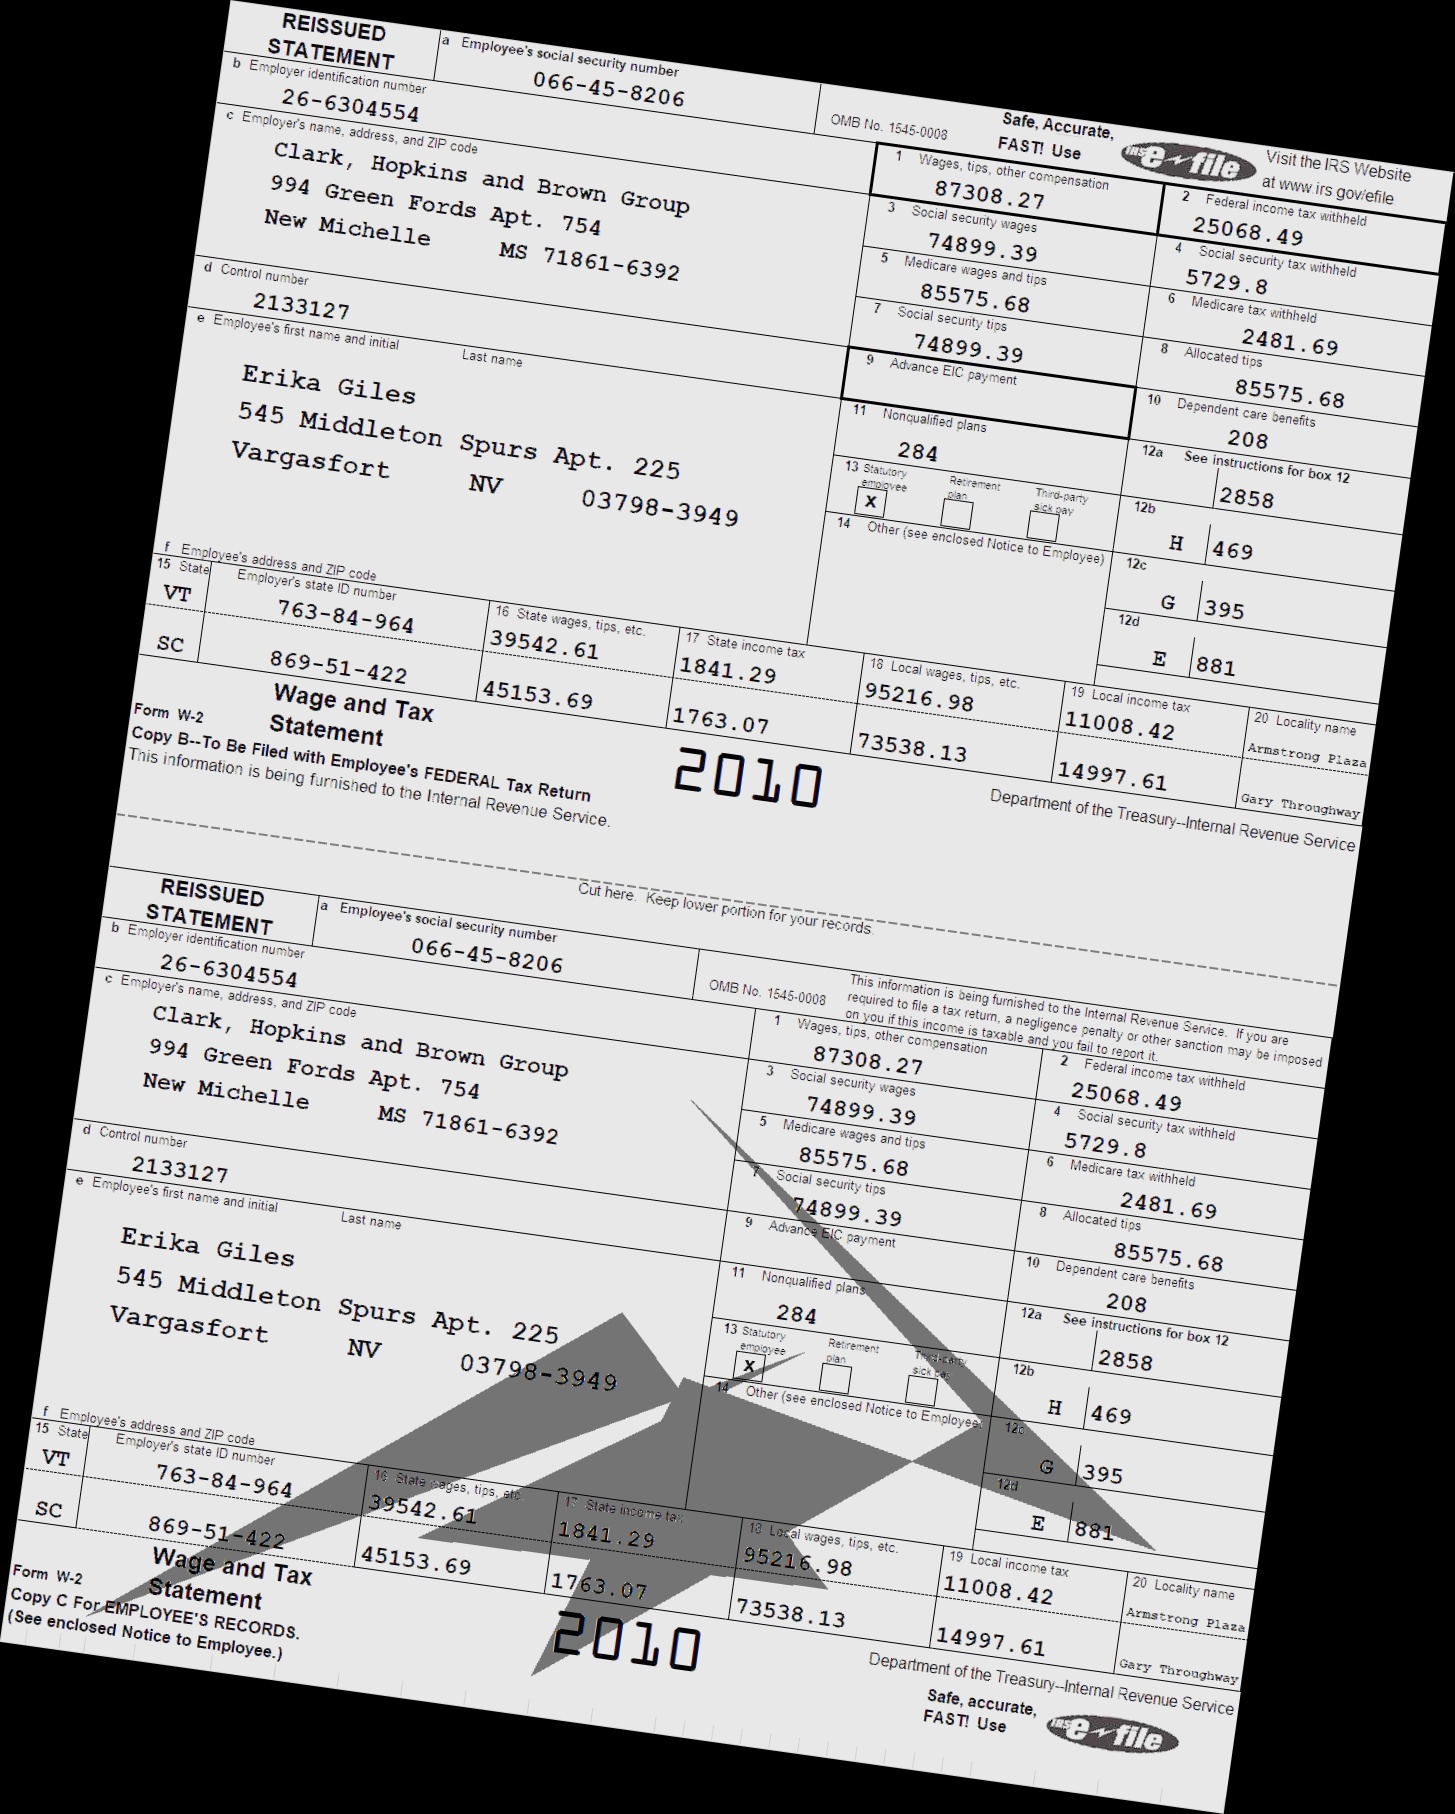 REISSUED
STATEMENT
a Employee's social security number
066-45-8206
OMB No. 1545-0008
Safe, Accurate,
FAST! Use
IRS e-file
Visit the IRS Website
at www.irs gov/efile
b Employer identification number
26-6304554
c Employer's name, address, and ZIP code
Clark, Hopkins and Brown Group
994 Green Fords Apt. 754
New Michelle MS 71861-6392
1 Wages, tips, other compensation
87308.27
2 Federal income tax withheld
25068.49
3 Social security wages
74899.39
4 Social security tax withheld
5729.8
5 Medicare wages and tips
85575.68
6 Medicare tax withheld
2481.69
d Control number
2133127
7 Social security tips
74899.39
8 Allocated tips
85575.68
e Employee's first name and initial Last name
Erika Giles
545 Middleton Spurs Apt. 225
Vargasfort NV 03798-3949
9 Advance EIC payment
10 Dependent care benefits
208
11 Nonqualified plans
284
12a See instructions for box 12
2858
13 Statutory employee
X
Retirement plan
Third-party sick pay
12b
H 469
14 Other (see enclosed Notice to Employee)
12c
G 395
12d
E 881
f Employee's address and ZIP code
15 State Employer's state ID number
VT 763-84-964
SC 869-51-422
16 State wages, tips, etc.
39542.61
45153.69
17 State income tax
1841.29
1763.07
18 Local wages, tips, etc.
95216.98
73538.13
19 Local income tax
11008.42
14997.61
20 Locality name
Armstrong Plaza
Gary Throughway
Form W-2
Wage and Tax
Statement
2010
Department of the Treasury--Internal Revenue Service
Copy B--To Be Filed with Employee's FEDERAL Tax Return
This information is being furnished to the Internal Revenue Service.
Cut here. Keep lower portion for your records.
REISSUED
STATEMENT
a Employee's social security number
066-45-8206
OMB No. 1545-0008
This information is being furnished to the Internal Revenue Service. If you are
required to file a tax return, a negligence penalty or other sanction may be imposed
on you if this income is taxable and you fail to report it.
b Employer identification number
26-6304554
c Employer's name, address, and ZIP code
Clark, Hopkins and Brown Group
994 Green Fords Apt. 754
New Michelle MS 71861-6392
1 Wages, tips, other compensation
87308.27
2 Federal income tax withheld
25068.49
3 Social security wages
74899.39
4 Social security tax withheld
5729.8
5 Medicare wages and tips
85575.68
6 Medicare tax withheld
2481.69
d Control number
2133127
7 Social security tips
74899.39
8 Allocated tips
85575.68
e Employee's first name and initial Last name
Erika Giles
545 Middleton Spurs Apt. 225
Vargasfort NV 03798-3949
9 Advance EIC payment
10 Dependent care benefits
208
11 Nonqualified plans
284
12a See instructions for box 12
2858
13 Statutory employee
X
Retirement plan
Third-party sick pay
12b
H 469
14 Other (see enclosed Notice to Employee)
12c
G 395
12d
E 881
f Employee's address and ZIP code
15 State Employer's state ID number
VT 763-84-964
SC 869-51-422
16 State wages, tips, etc.
39542.61
45153.69
17 State income tax
1841.29
1763.07
18 Local wages, tips, etc.
95216.98
73538.13
19 Local income tax
11008.42
14997.61
20 Locality name
Armstrong Plaza
Gary Throughway
Form W-2
Wage and Tax
Statement
2010
Department of the Treasury--Internal Revenue Service
Copy C For EMPLOYEE'S RECORDS.
(See enclosed Notice to Employee.)
Safe, accurate,
FAST! Use
IRS e-file